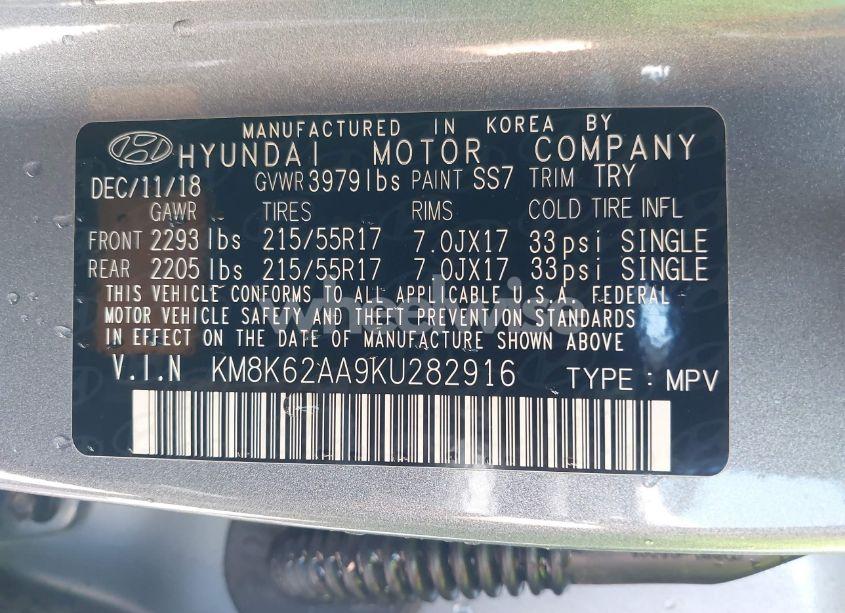 MANUFACTURED IN KOREA BY
HYUNDAI MOTOR COMPANY
DEC/11/18 GVWR 3979lbs PAINT SS7 TRIM TRY
GAWR TIRES RIMS COLD TIRE INFL
FRONT 2293 lbs 215/55R17 7.0JX17 33psi SINGLE
REAR 2205 lbs 215/55R17 7.0JX17 33psi SINGLE
THIS VEHICLE CONFORMS TO ALL APPLICABLE U.S.A. FEDERAL
MOTOR VEHICLE SAFETY AND THEFT PREVENTION STANDARDS
IN EFFECT ON THE DATE OF MANUFACTURE SHOWN ABOVE
V.I.N KM8K62AA9KU282916 TYPE : MPV